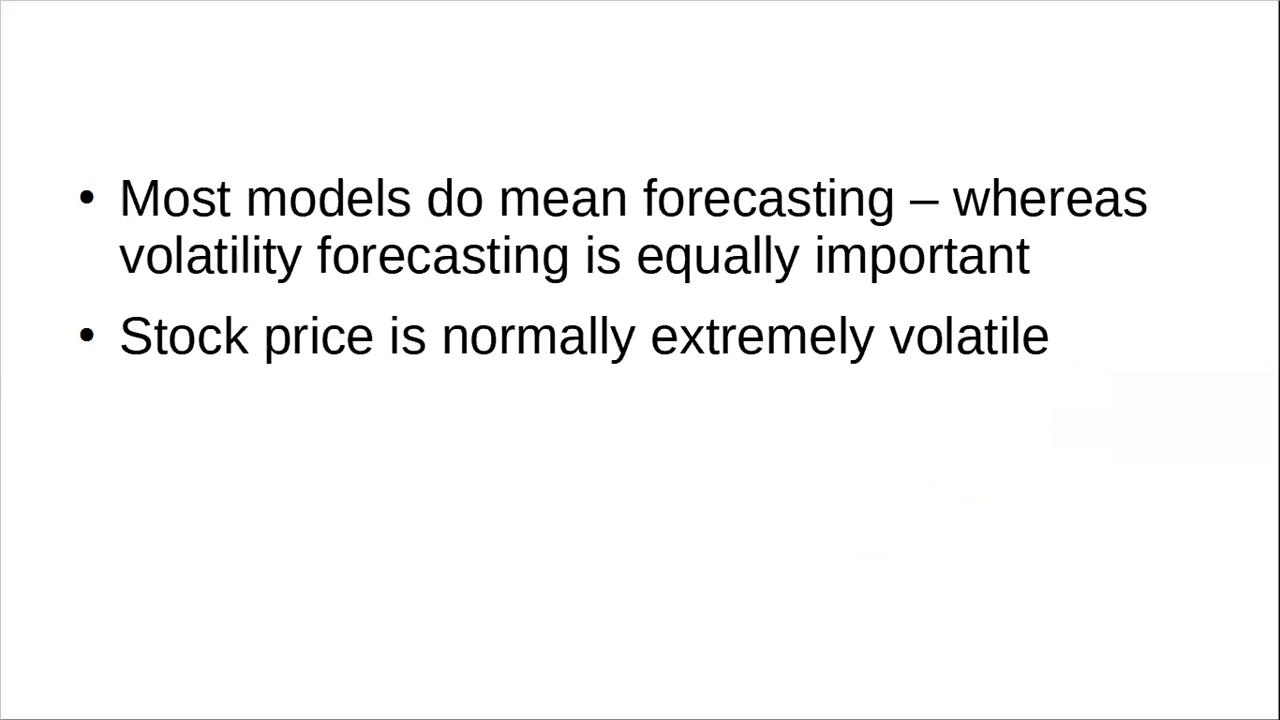 • Most models do mean forecasting – whereas
volatility forecasting is equally important
• Stock price is normally extremely volatile